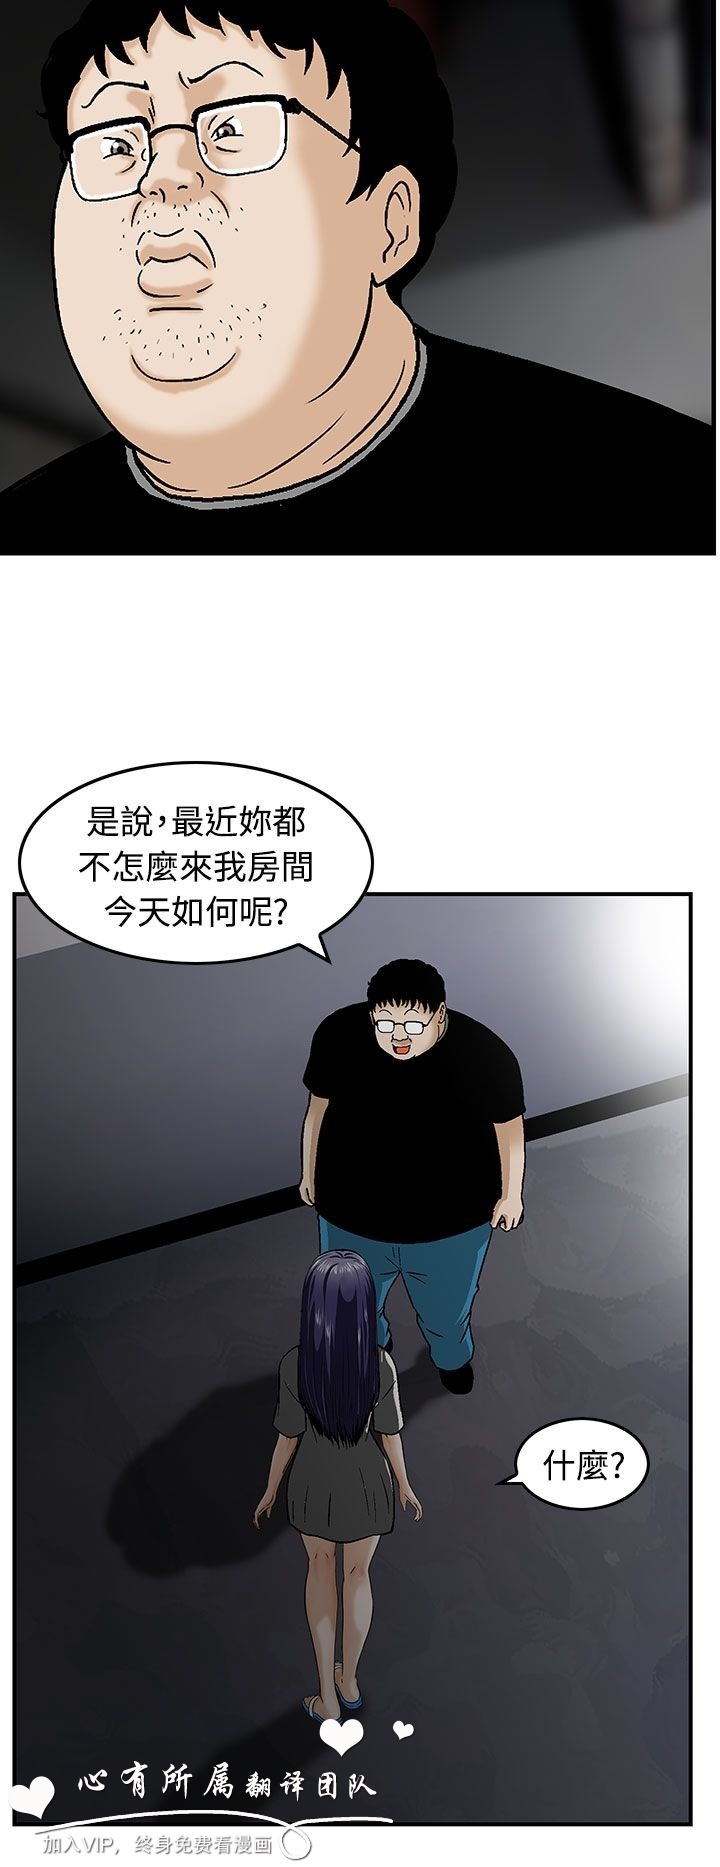 是說,最近妳都
不怎麼來我房間
今天如何呢?
什麼?
心有所属翻译团队
加入VIP，终身免费看漫画